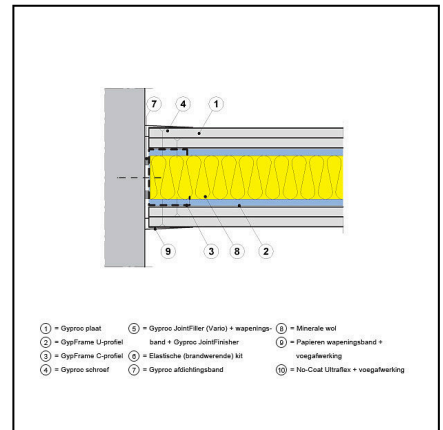 7 4 1
9 3 8 2
1 = Gyproc plaat
2 = GypFrame U-profiel
3 = GypFrame C-profiel
4 = Gyproc schroef
5 = Gyproc JointFiller (Vario) + wapenings-
band + Gyproc JointFinisher
6 = Elastische (brandwerende) kit
7 = Gyproc afdichtingsband
8 = Minerale wol
9 = Papieren wapeningsband +
voegafwerking
10 = No-Coat Ultraflex + voegafwerking